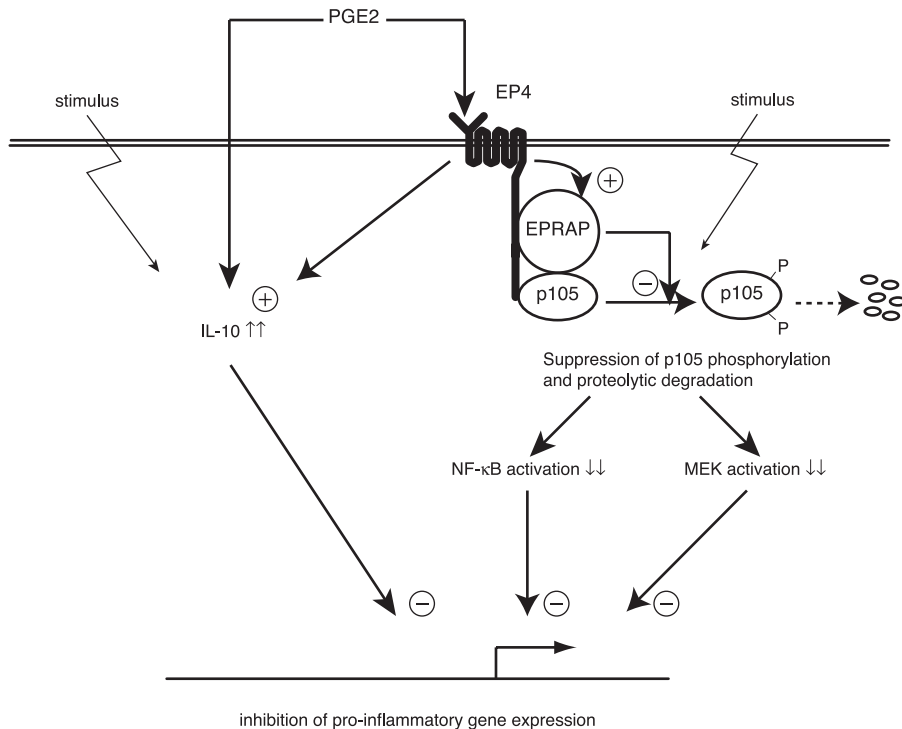 PGE2
EP4
stimulus
stimulus
+
EPRAP
−
p105
p105
P
P
+
IL-10 ↑↑
Suppression of p105 phosphorylation
and proteolytic degradation
NF-κB activation ↓↓
MEK activation ↓↓
−
−
−
inhibition of pro-inflammatory gene expression